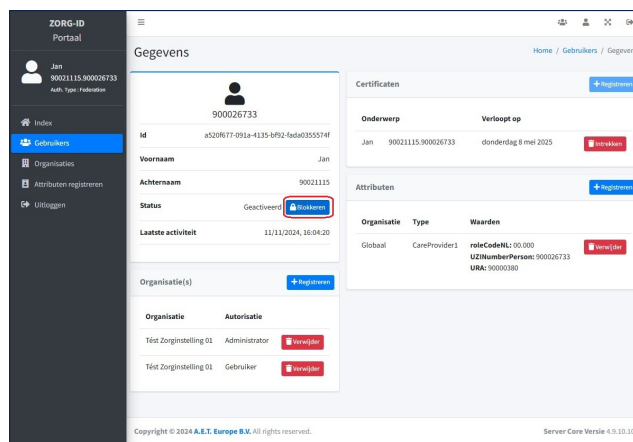 ZORG-ID
Portaal
Jan
90021115.900026733
Auth. Type : Federation
Index
Gebruikers
Organisaties
Attributen registreren
Uitloggen
Gegevens
Home / Gebruikers / Gegeven
900026733
Id a520f677-091a-4135-bf92-fada0355574f
Voornaam Jan
Achternaam 90021115
Status Geactiveerd Blokkeren
Laatste activiteit 11/11/2024, 16:04:20
Organisatie(s) + Registreren
Organisatie Autorisatie
Tést Zorginstelling 01 Administrator Verwijder
Tést Zorginstelling 01 Gebruiker Verwijder
Certificaten + Registreren
Onderwerp Verloopt op
Jan 90021115.900026733 donderdag 8 mei 2025 Intrekken
Attributen + Registreren
Organisatie Type Waarden
Globaal CareProvider1 roleCodeNL: 00.000 Verwijder
UZINumberPerson: 900026733
URA: 90000380
Copyright © 2024 A.E.T. Europe B.V. All rights reserved.
Server Core Versie 4.9.10.10